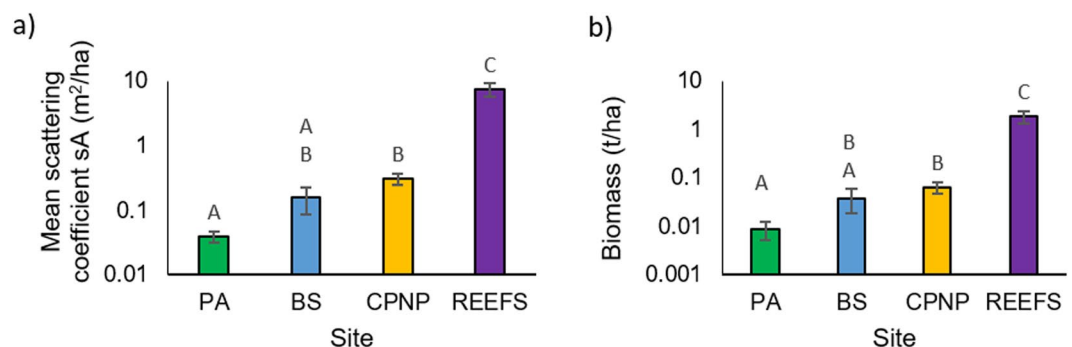 a)
Mean scattering
coefficient sA (m²/ha)
10
1
0.1
0.01
A
A
B
B
C
PA BS CPNP REEFS
Site
b)
Biomass (t/ha)
10
1
0.1
0.01
0.001
A
B
A
B
C
PA BS CPNP REEFS
Site